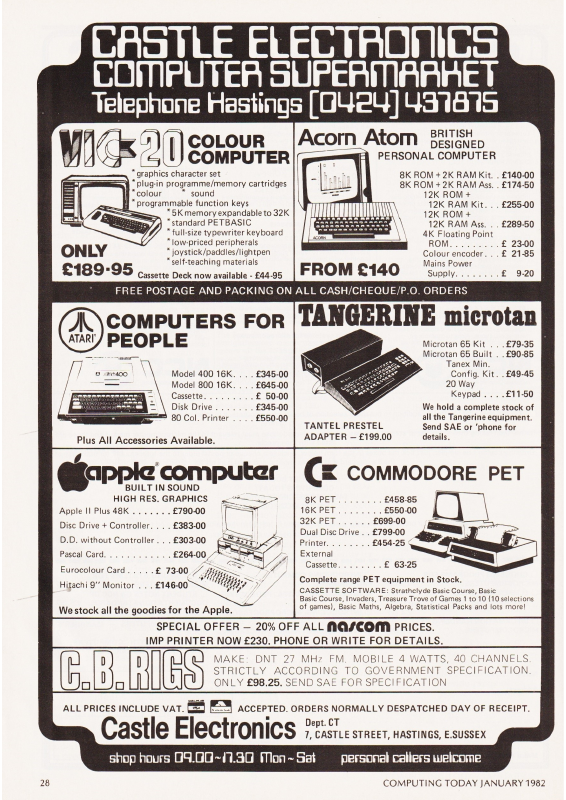 CASTLE ELECTRONICS
COMPUTER SUPERMARKET
Telephone Hastings [0424] 437875
VIC-20 COLOUR
COMPUTER
* graphics character set
* plug-in programme/memory cartridges
* colour * sound
* programmable function keys
* 5K memory expandable to 32K
* standard PETBASIC
* full-size typewriter keyboard
* low-priced peripherals
* joystick/paddles/lightpen
* self-teaching materials
ONLY
£189-95
Cassette Deck now available - £44-95
Acorn Atom BRITISH
DESIGNED
PERSONAL COMPUTER
8K ROM + 2K RAM Kit. . £140-00
8K ROM + 2K RAM Ass. . £174-50
12K ROM +
12K RAM Kit. . . . £255-00
12K ROM +
12K RAM Ass. . . . £289-50
4K Floating Point
ROM. . . . . . . . . £ 23-00
Colour encoder. . . £ 21-85
Mains Power
Supply. . . . . . . . £ 9-20
ACORN
FROM £140
FREE POSTAGE AND PACKING ON ALL CASH/CHEQUE/P.O. ORDERS
ATARI
COMPUTERS FOR
PEOPLE
Model 400 16K. . . . £345-00
Model 800 16K. . . . £645-00
Cassette. . . . . . . . £ 50-00
Disk Drive . . . . . . £345-00
80 Col. Printer . . . . £550-00
Plus All Accessories Available.
TANGERINE microtan
Microtan 65 Kit . . . £79-35
Microtan 65 Built . . £90-85
Tanex Min.
Config. Kit . . £49-45
20 Way
Keypad . . . . £11-50
We hold a complete stock of
all the Tangerine equipment.
Send SAE or 'phone for
details.
TANTEL PRESTEL
ADAPTER – £199.00
apple computer
BUILT IN SOUND
HIGH RES. GRAPHICS
Apple II Plus 48K . . . . . . . £790-00
Disc Drive + Controller. . . . £383-00
D.D. without Controller . . . £303-00
Pascal Card. . . . . . . . . . . . £264-00
Eurocolour Card . . . . . £ 73-00
Hitachi 9" Monitor . . . £146-00
We stock all the goodies for the Apple.
COMMODORE PET
8K PET . . . . . . . . £458-85
16K PET . . . . . . . £550-00
32K PET . . . . . . £699-00
Dual Disc Drive . £799-00
Printer. . . . . . . . £454-25
External
Cassette. . . . . . . £ 63-25
Complete range PET equipment in Stock.
CASSETTE SOFTWARE: Strathclyde Basic Course, Basic
Basic Course, Invaders, Treasure Trove of Games 1 to 10 (10 selections
of games), Basic Maths, Algebra, Statistical Packs and lots more!
SPECIAL OFFER – 20% OFF ALL nascom PRICES.
IMP PRINTER NOW £230. PHONE OR WRITE FOR DETAILS.
C.B. RIGS
MAKE: DNT 27 MHz FM. MOBILE 4 WATTS, 40 CHANNELS.
STRICTLY ACCORDING TO GOVERNMENT SPECIFICATION.
ONLY £98.25. SEND SAE FOR SPECIFICATION
ALL PRICES INCLUDE VAT. ACCEPTED. ORDERS NORMALLY DESPATCHED DAY OF RECEIPT.
Castle Electronics Dept. CT
7, CASTLE STREET, HASTINGS, E.SUSSEX
shop hours 09.00~17.30 Mon ~ Sat personal callers welcome
28 COMPUTING TODAY JANUARY 1982